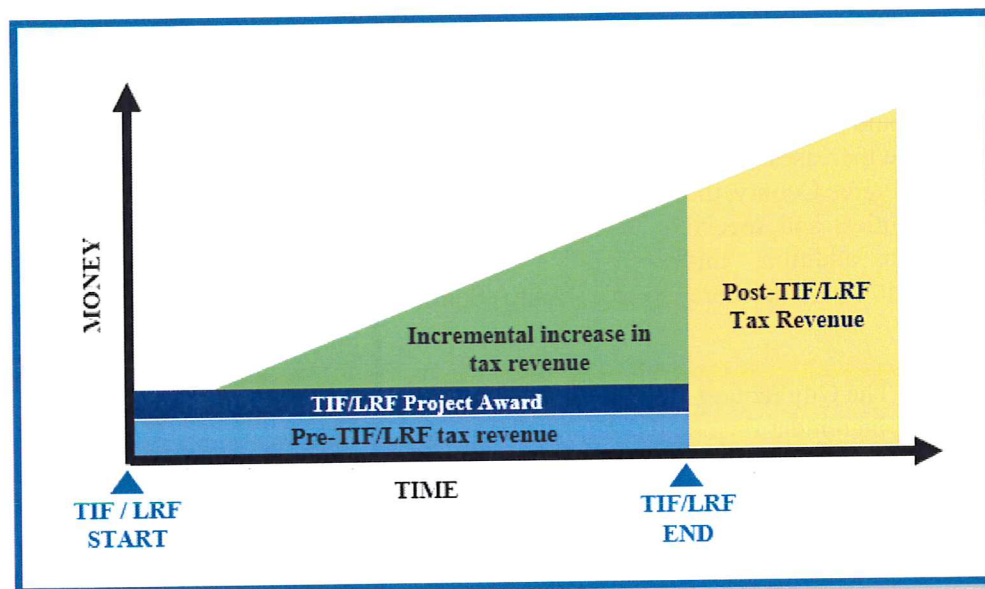 MONEY
Incremental increase in
tax revenue
Post-TIF/LRF
Tax Revenue
TIF/LRF Project Award
Pre-TIF/LRF tax revenue
TIME
TIF / LRF
START
TIF/LRF
END